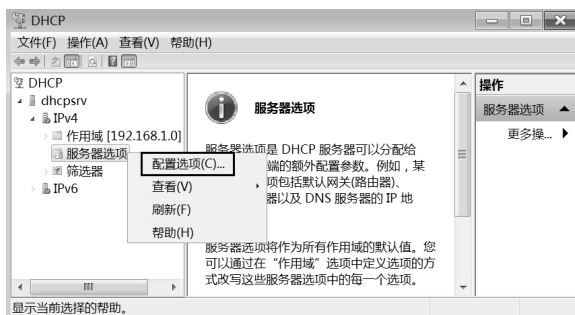 DHCP
文件(F) 操作(A) 查看(V) 帮助(H)
DHCP
dhcpsrv
IPv4
作用域 [192.168.1.0]
服务器选项
筛选器
IPv6
配置选项(C)...
查看(V)
刷新(F)
帮助(H)
服务器选项
服务器选项是 DHCP 服务器可以分配给
端的额外配置参数。例如，某
项包括默认网关(路由器)、
器以及 DNS 服务器的 IP 地
服务器选项将作为所有作用域的默认值。您
可以通过在“作用域”选项中定义选项的方
式改写这些服务器选项中的每一个选项。
操作
服务器选项
更多操...
显示当前选择的帮助。